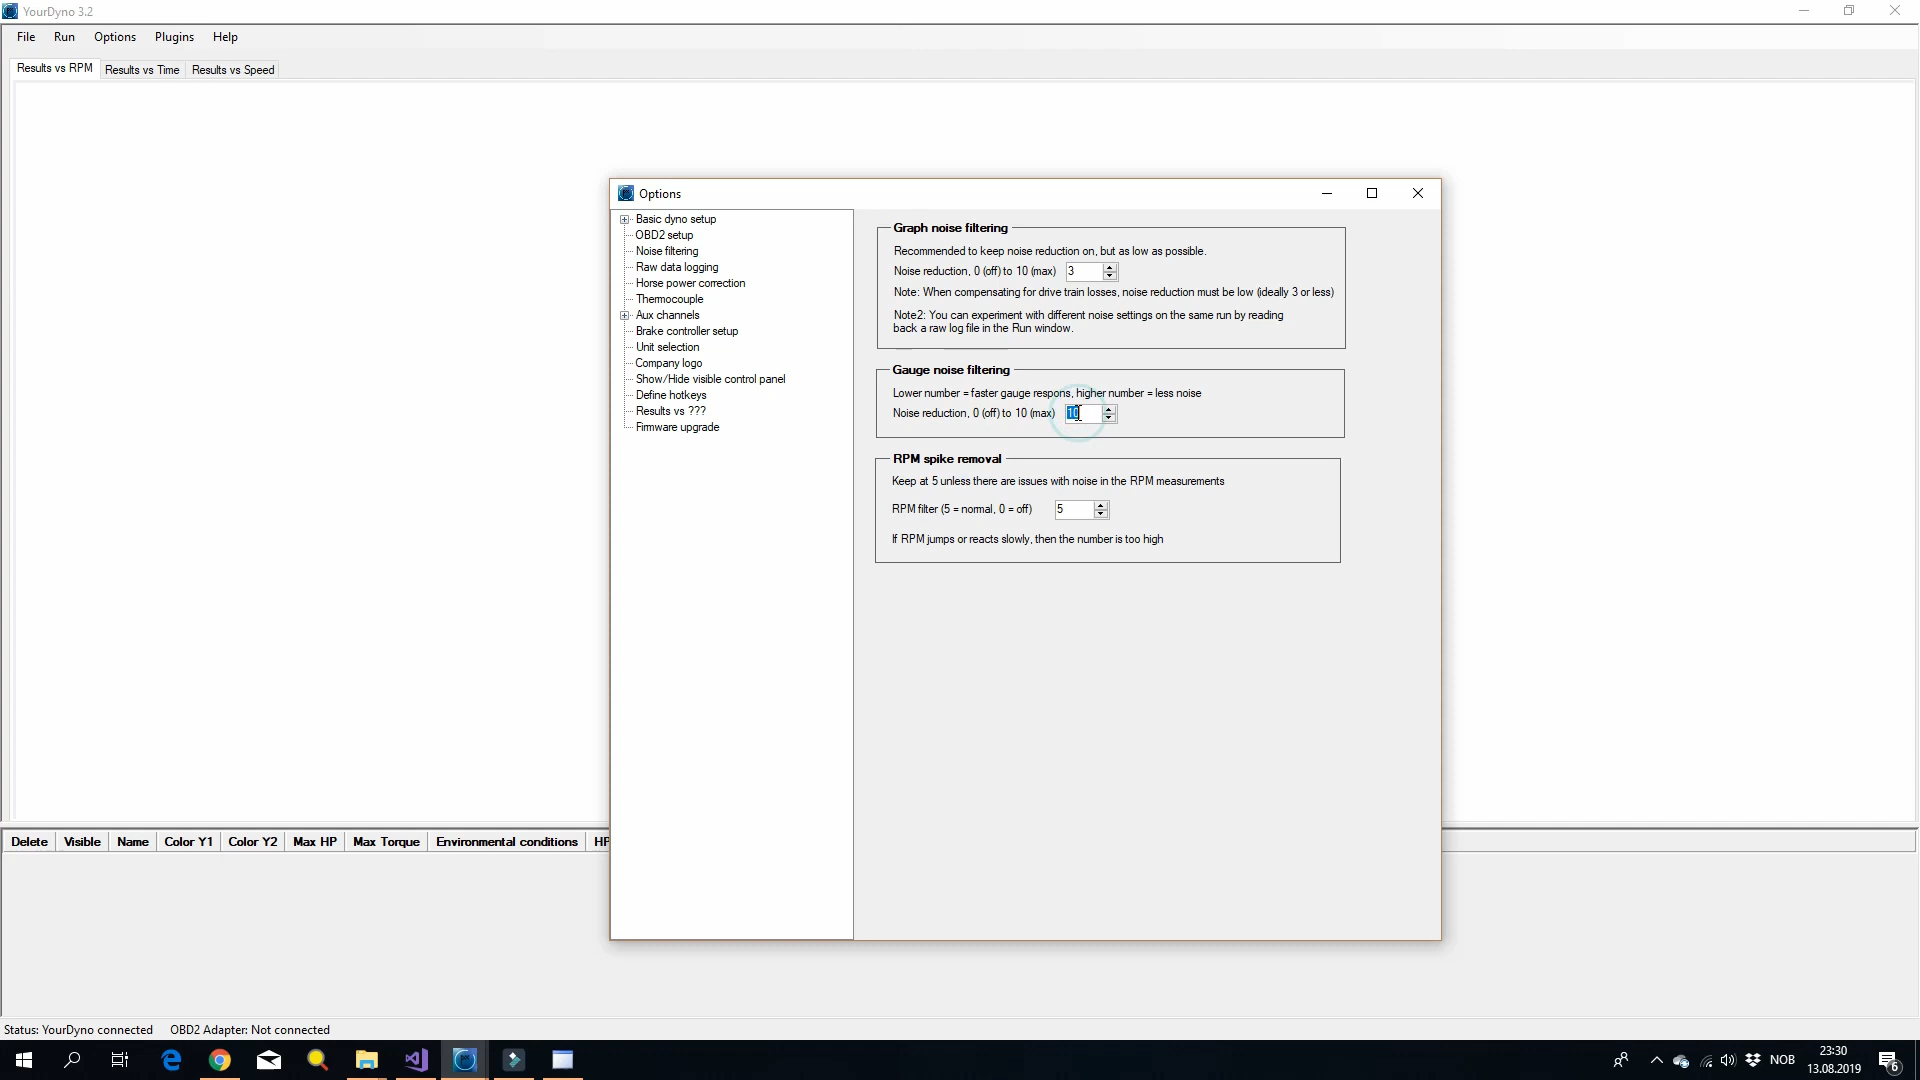 YourDyno 3.2
File Run Options Plugins Help
Results vs RPM Results vs Time Results vs Speed
Options
Basic dyno setup
OBD2 setup
Noise filtering
Raw data logging
Horse power correction
Thermocouple
Aux channels
Brake controller setup
Unit selection
Company logo
Show/Hide visible control panel
Define hotkeys
Results vs ???
Firmware upgrade
Graph noise filtering
Recommended to keep noise reduction on, but as low as possible.
Noise reduction, 0 (off) to 10 (max) 3
Note: When compensating for drive train losses, noise reduction must be low (ideally 3 or less)
Note2: You can experiment with different noise settings on the same run by reading
back a raw log file in the Run window.
Gauge noise filtering
Lower number = faster gauge respons, higher number = less noise
Noise reduction, 0 (off) to 10 (max) 10
RPM spike removal
Keep at 5 unless there are issues with noise in the RPM measurements
RPM filter (5 = normal, 0 = off) 5
If RPM jumps or reacts slowly, then the number is too high
Delete Visible Name Color Y1 Color Y2 Max HP Max Torque Environmental conditions HP
Status: YourDyno connected OBD2 Adapter: Not connected
NOB
23:30
13.08.2019
6